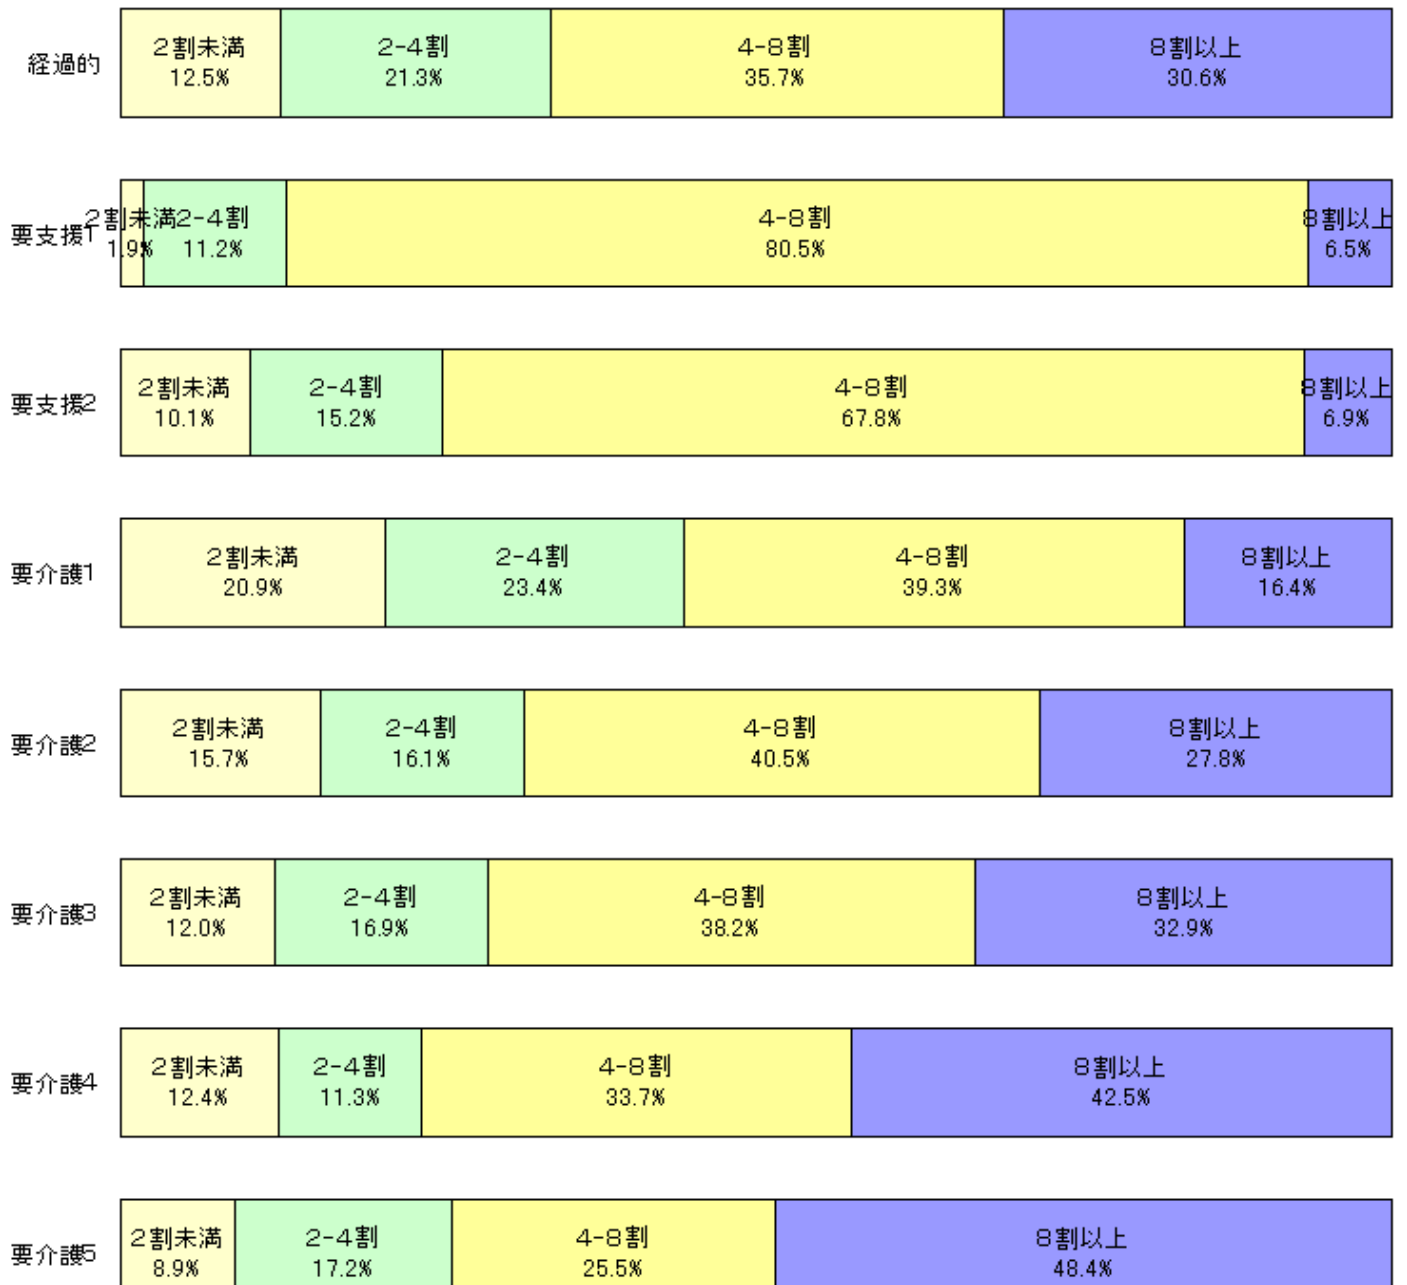 経過的
2割未満 2-4割 4-8割 8割以上
12.5% 21.3% 35.7% 30.6%
要支援1
2割未満 2-4割 4-8割 8割以上
1.9% 11.2% 80.5% 6.5%
要支援2
2割未満 2-4割 4-8割 8割以上
10.1% 15.2% 67.8% 6.9%
要介護1
2割未満 2-4割 4-8割 8割以上
20.9% 23.4% 39.3% 16.4%
要介護2
2割未満 2-4割 4-8割 8割以上
15.7% 16.1% 40.5% 27.8%
要介護3
2割未満 2-4割 4-8割 8割以上
12.0% 16.9% 38.2% 32.9%
要介護4
2割未満 2-4割 4-8割 8割以上
12.4% 11.3% 33.7% 42.5%
要介護5
2割未満 2-4割 4-8割 8割以上
8.9% 17.2% 25.5% 48.4%